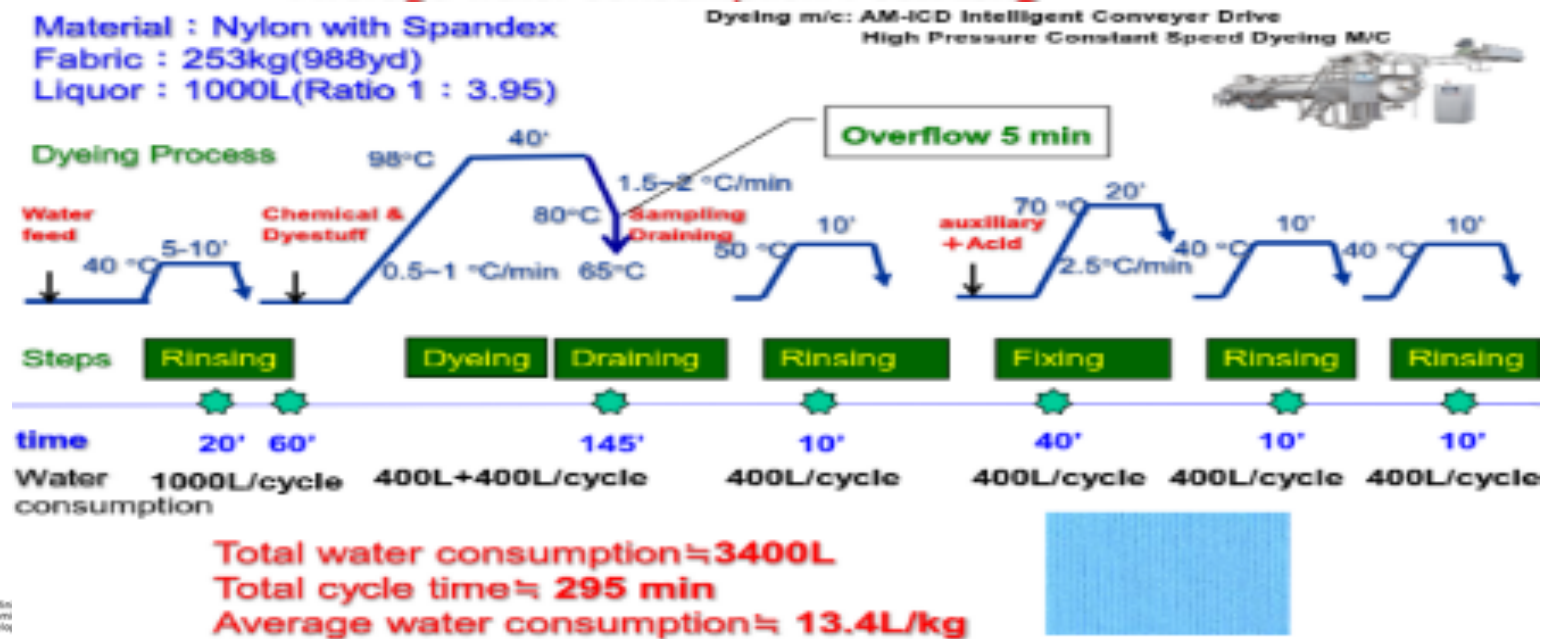 Material : Nylon with Spandex
Fabric : 253kg(988yd)
Liquor : 1000L(Ratio 1 : 3.95)
Dyeing m/c: AM-ICD Intelligent Conveyer Drive
High Pressure Constant Speed Dyeing M/C
Dyeing Process
Overflow 5 min
Water
feed
40 °C
5-10'
Chemical &
Dyestuff
98°C
40'
0.5~1 °C/min
1.5~2 °C/min
80°C
65°C
Sampling
Draining
50 °C
10'
auxiliary
+Acid
70 °C
20'
2.5°C/min
40 °C
10'
40 °C
10'
Steps
Rinsing
Dyeing
Draining
Rinsing
Fixing
Rinsing
Rinsing
time 20' 60' 145' 10' 40' 10' 10'
Water
consumption
1000L/cycle 400L+400L/cycle 400L/cycle 400L/cycle 400L/cycle 400L/cycle
Total water consumption≒3400L
Total cycle time≒ 295 min
Average water consumption≒ 13.4L/kg